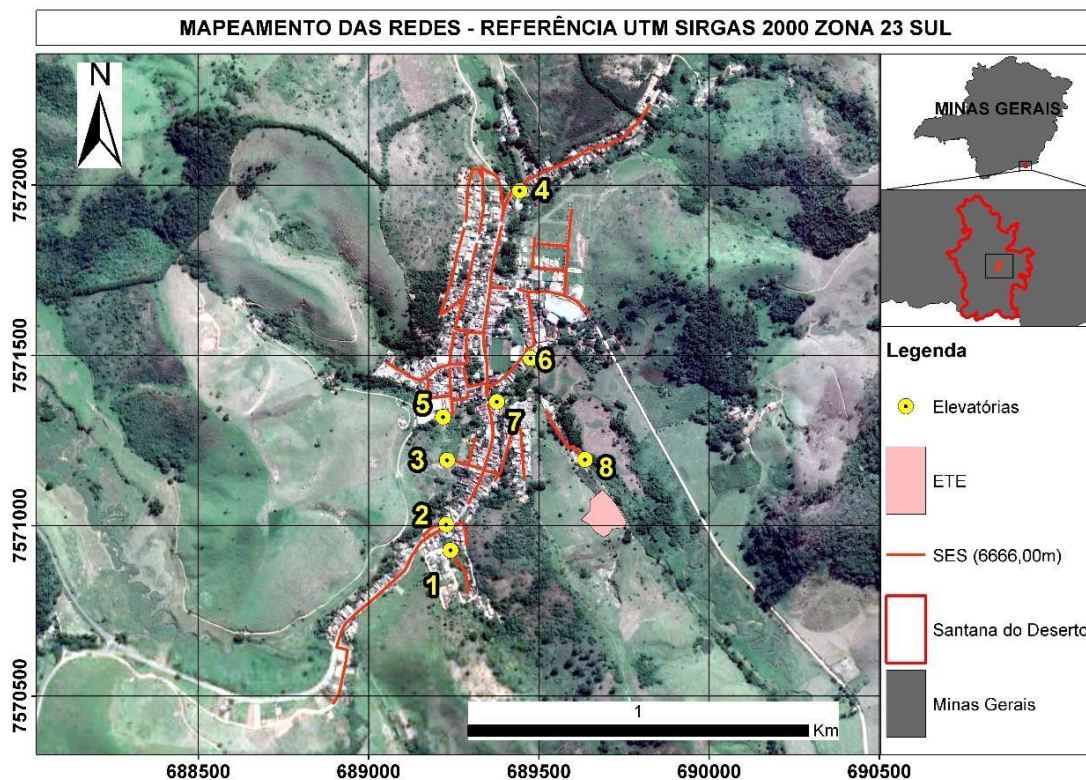 MAPEAMENTO DAS REDES - REFERÊNCIA UTM SIRGAS 2000 ZONA 23 SUL
N
MINAS GERAIS
7572000
7571500
7571000
7570500
4
6
5
7
3
8
2
1
Legenda
Elevatórias
ETE
SES (6666,00m)
Santana do Deserto
Minas Gerais
1
Km
688500 689000 689500 690000 690500